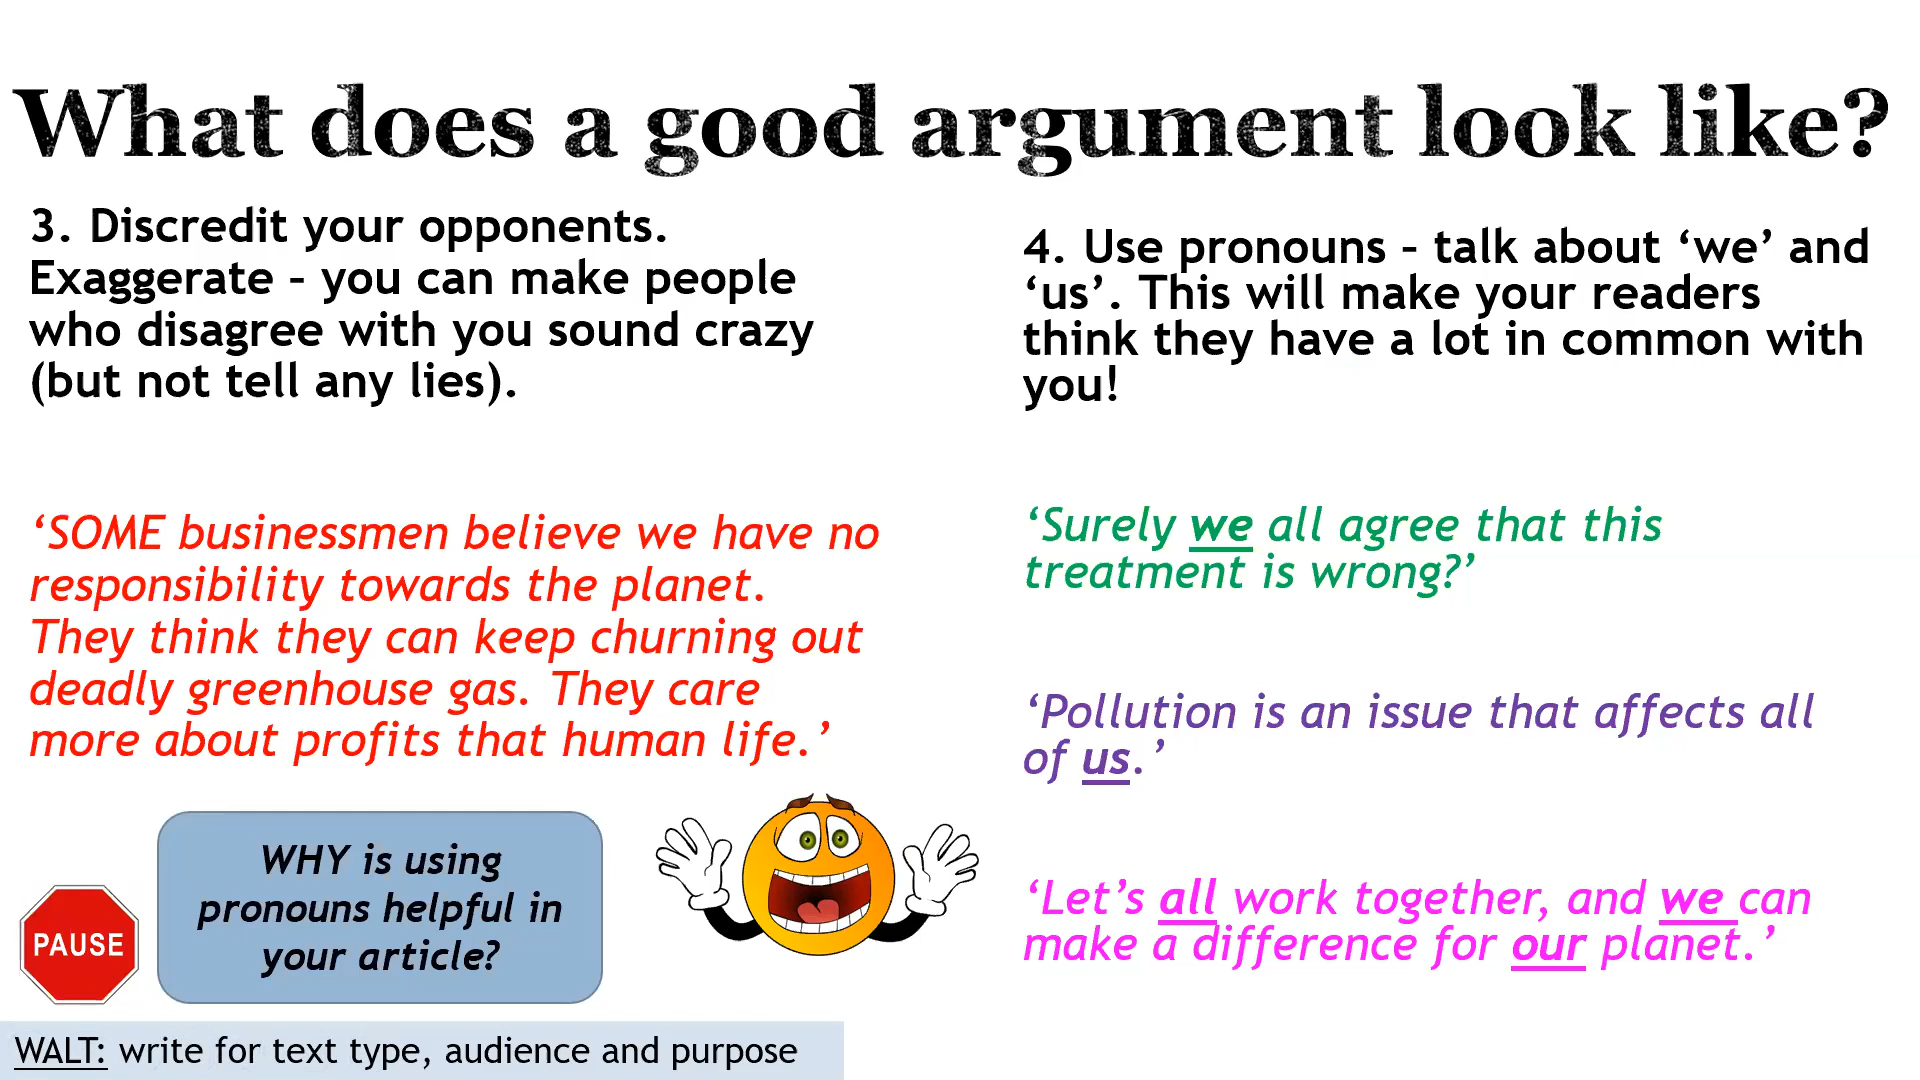 What does a good argument look like?
3. Discredit your opponents.
Exaggerate – you can make people
who disagree with you sound crazy
(but not tell any lies).
‘SOME businessmen believe we have no
responsibility towards the planet.
They think they can keep churning out
deadly greenhouse gas. They care
more about profits that human life.’
WHY is using
pronouns helpful in
your article?
PAUSE
4. Use pronouns – talk about ‘we’ and
‘us’. This will make your readers
think they have a lot in common with
you!
‘Surely we all agree that this
treatment is wrong?’
‘Pollution is an issue that affects all
of us.’
‘Let’s all work together, and we can
make a difference for our planet.’
WALT: write for text type, audience and purpose